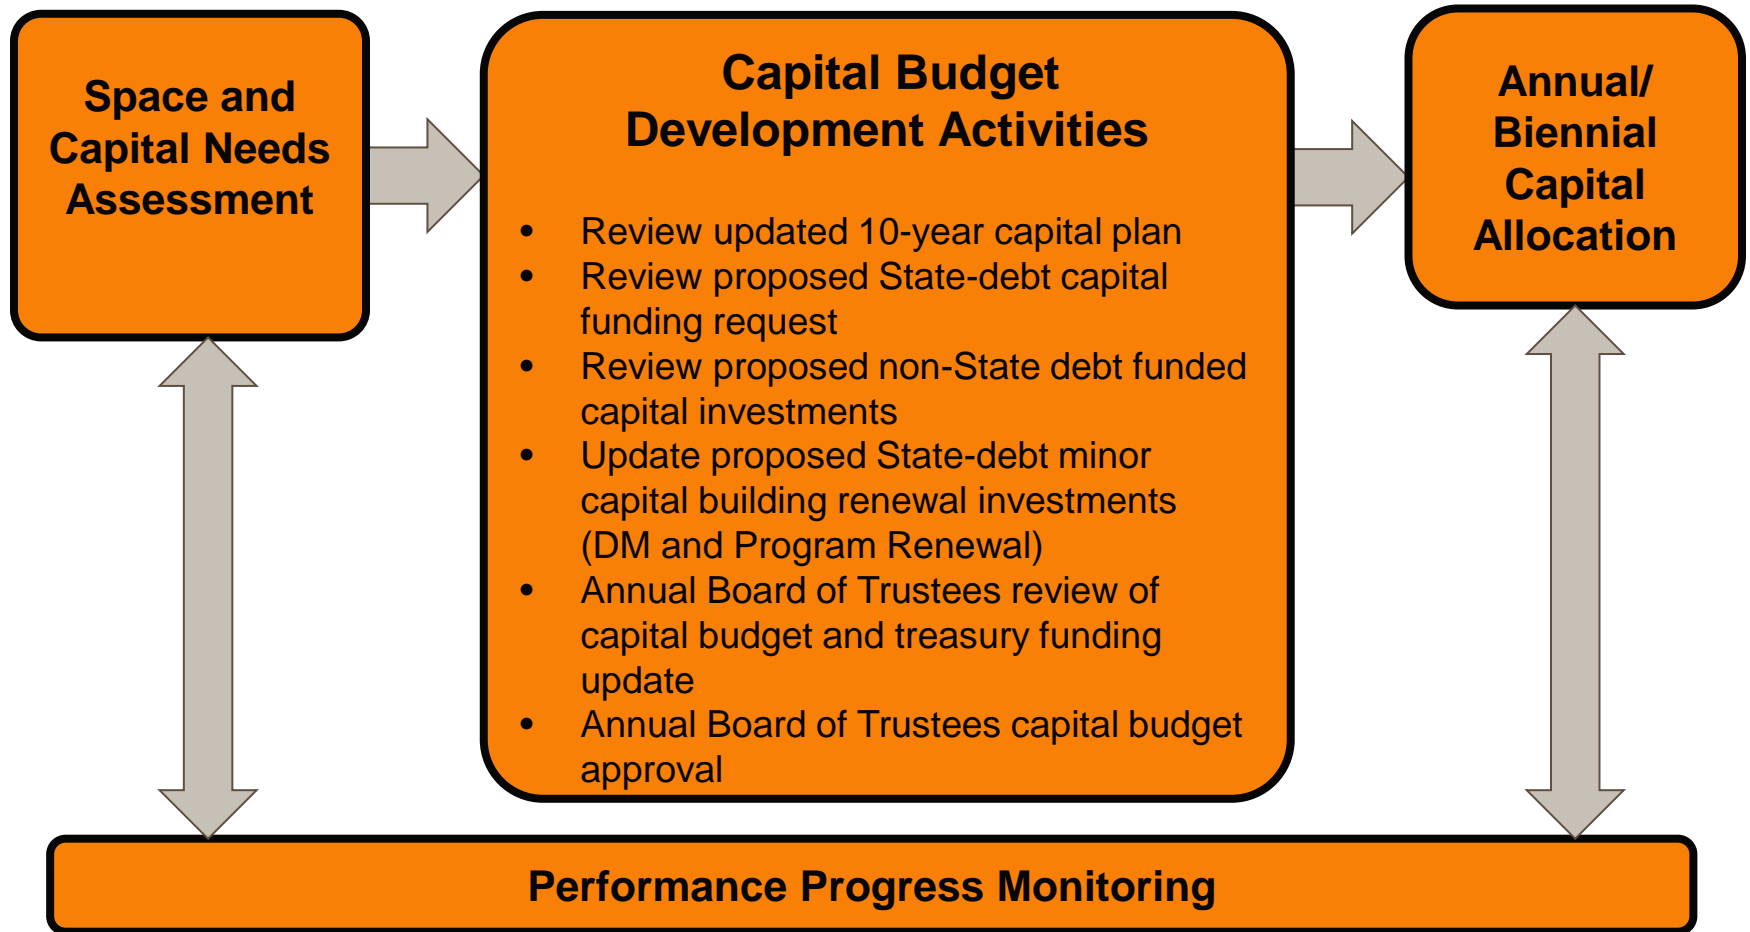 Space and
Capital Needs
Assessment
Capital Budget
Development Activities
• Review updated 10-year capital plan
• Review proposed State-debt capital
funding request
• Review proposed non-State debt funded
capital investments
• Update proposed State-debt minor
capital building renewal investments
(DM and Program Renewal)
• Annual Board of Trustees review of
capital budget and treasury funding
update
• Annual Board of Trustees capital budget
approval
Annual/
Biennial
Capital
Allocation
Performance Progress Monitoring